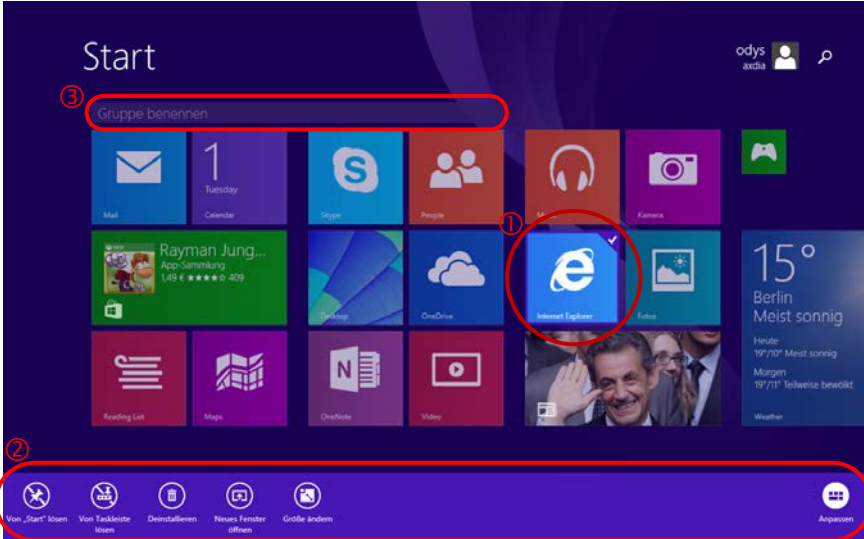 Start
odys
axdia
③
Gruppe benennen
1
Tuesday
Mail
Calendar
Skype
People
Music
Kamera
①
Rayman Jung...
App-Sammlung
1,49 € ★★★★☆ 409
Desktop
OneDrive
Internet Explorer
Fotos
15°
Berlin
Meist sonnig
Heute
19°/10° Meist sonnig
Morgen
19°/11° Teilweise bewölkt
Weather
Reading List
Maps
N
OneNote
Video
②
Von „Start" lösen
Von Taskleiste
lösen
Deinstallieren
Neues Fenster
öffnen
Größe ändern
Anpassen